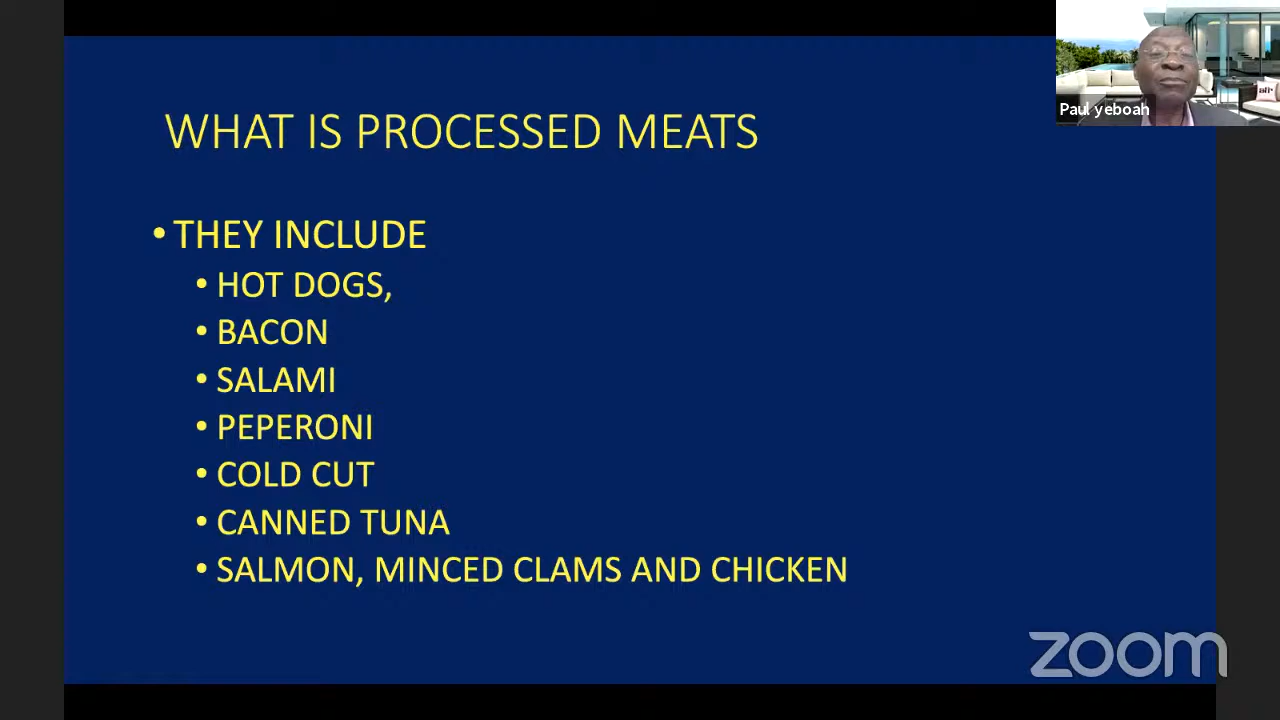 WHAT IS PROCESSED MEATS
• THEY INCLUDE
• HOT DOGS,
• BACON
• SALAMI
• PEPERONI
• COLD CUT
• CANNED TUNA
• SALMON, MINCED CLAMS AND CHICKEN
Paul yeboah
zoom